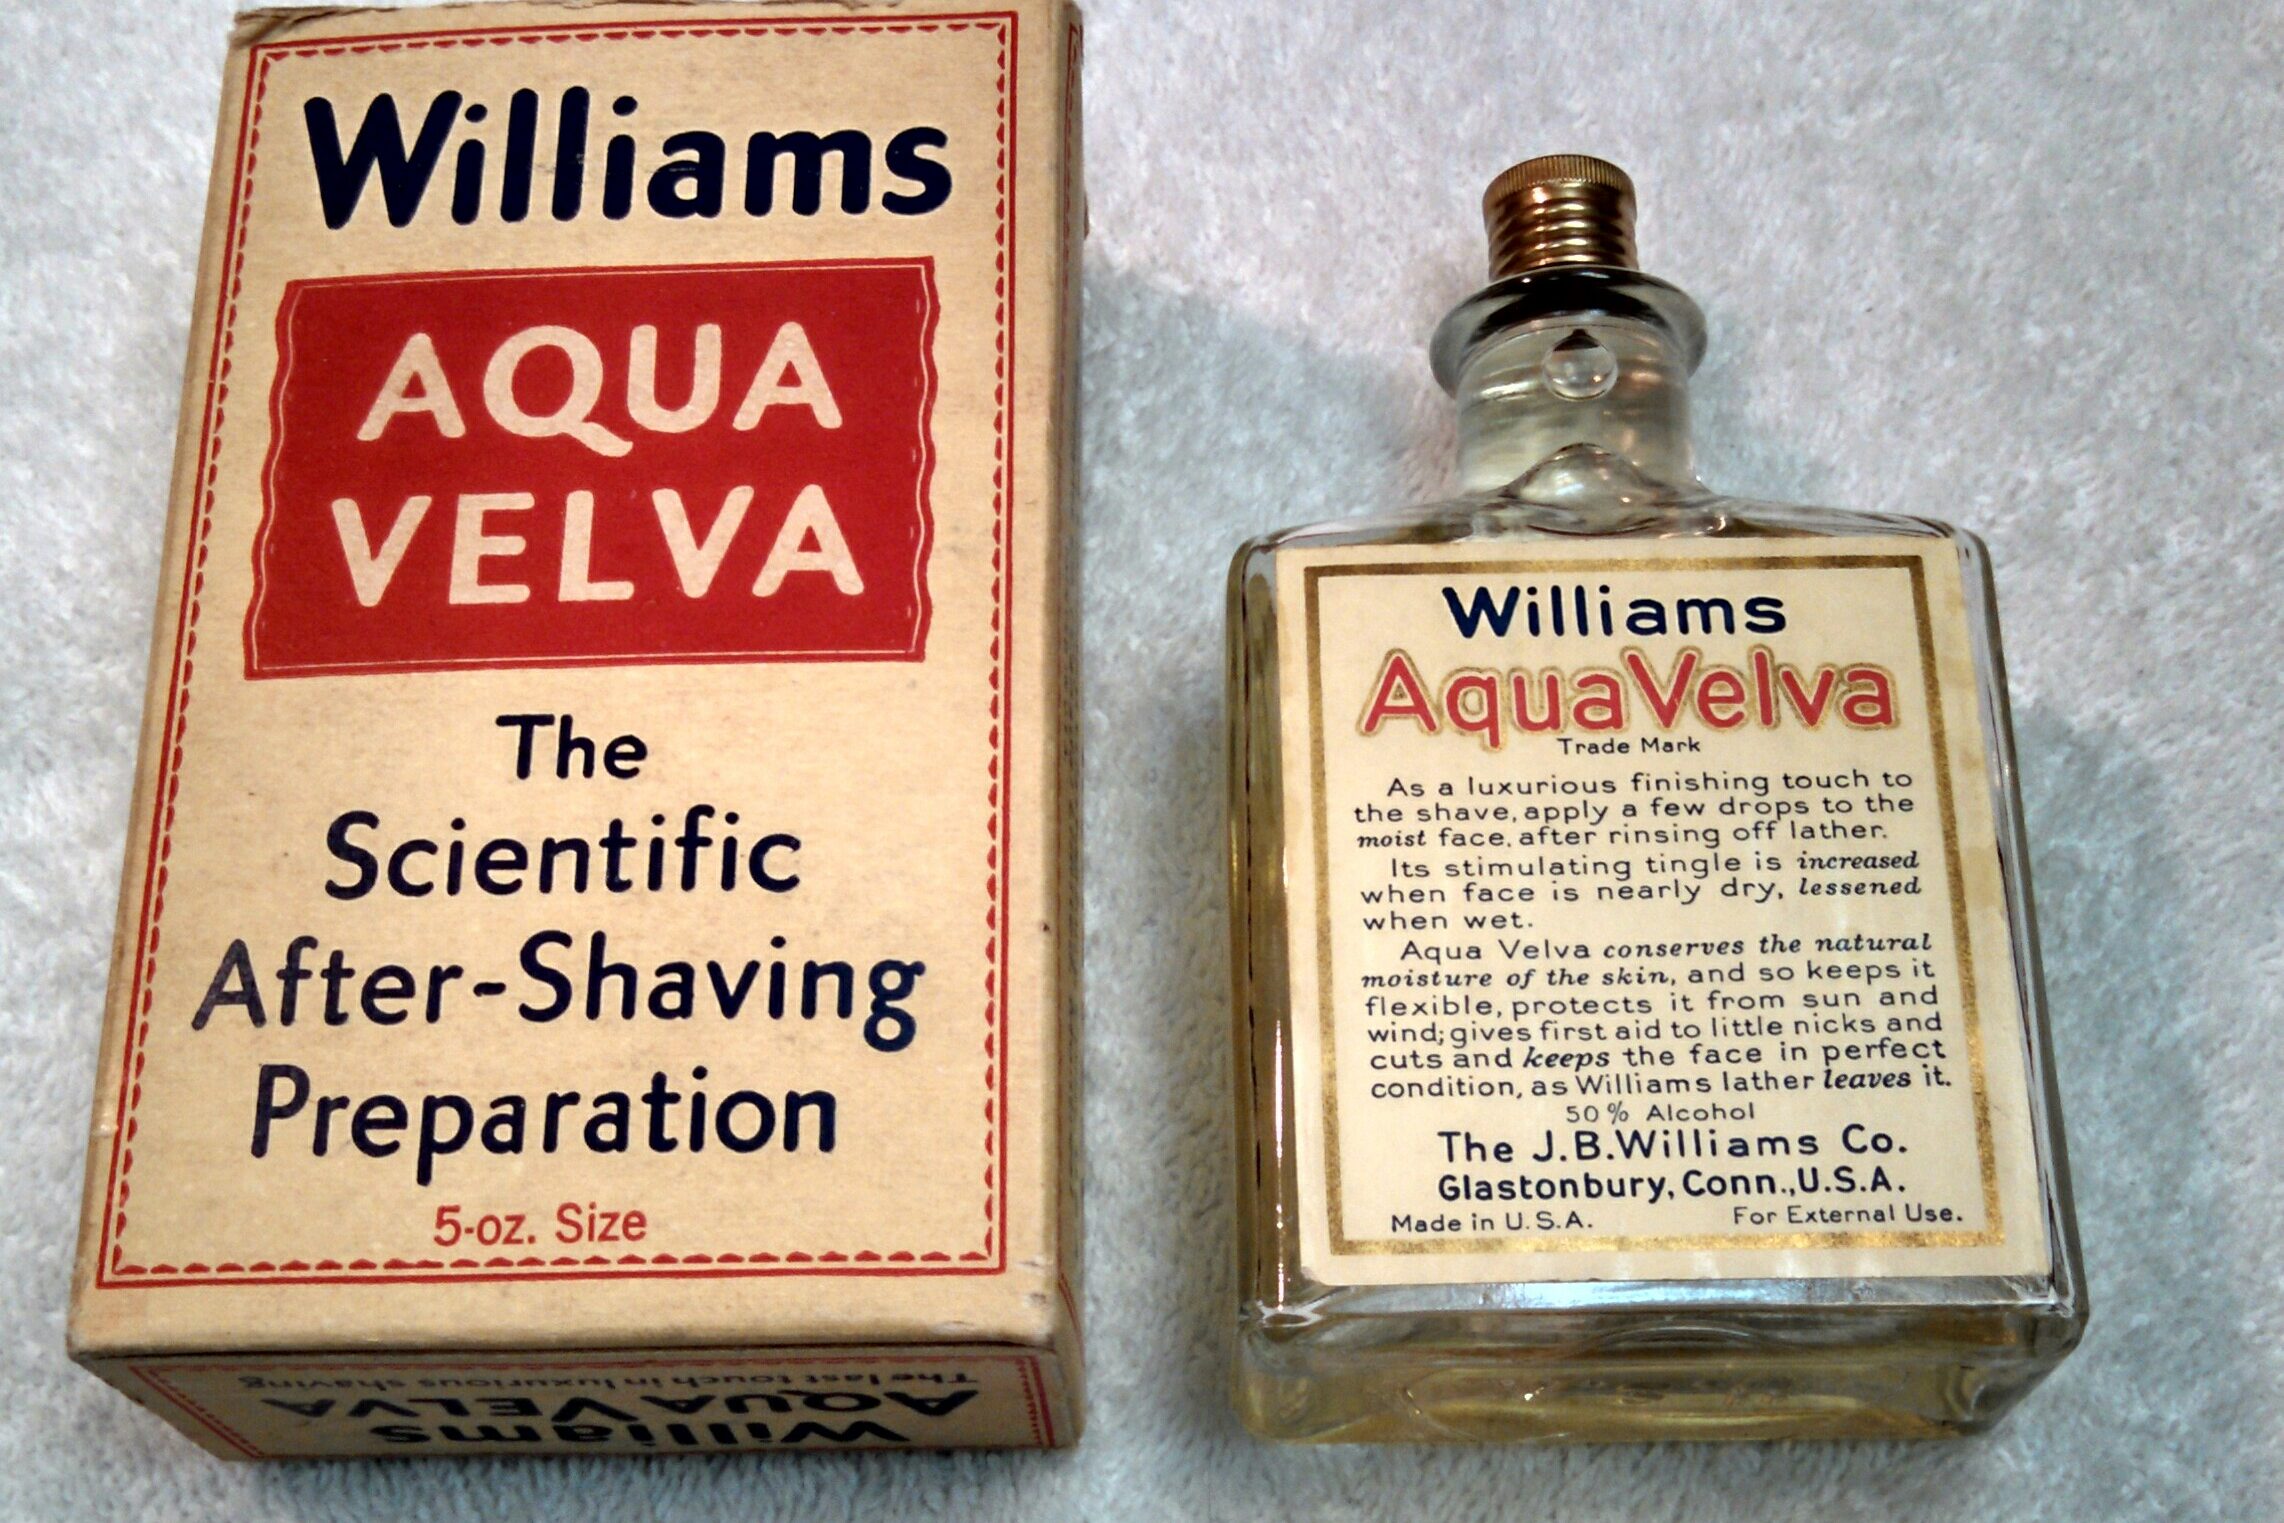 Williams
AQUA
VELVA
The
Scientific
After-Shaving
Preparation
5-oz. Size
Williams
AQUA VELVA
The last touch in luxurious shaving
Williams
AquaVelva
Trade Mark
As a luxurious finishing touch to
the shave, apply a few drops to the
moist face, after rinsing off lather.
Its stimulating tingle is increased
when face is nearly dry, lessened
when wet.
Aqua Velva conserves the natural
moisture of the skin, and so keeps it
flexible, protects it from sun and
wind; gives first aid to little nicks and
cuts and keeps the face in perfect
condition, as Williams lather leaves it.
50% Alcohol
The J.B.Williams Co.
Glastonbury, Conn., U.S.A.
Made in U.S.A. For External Use.